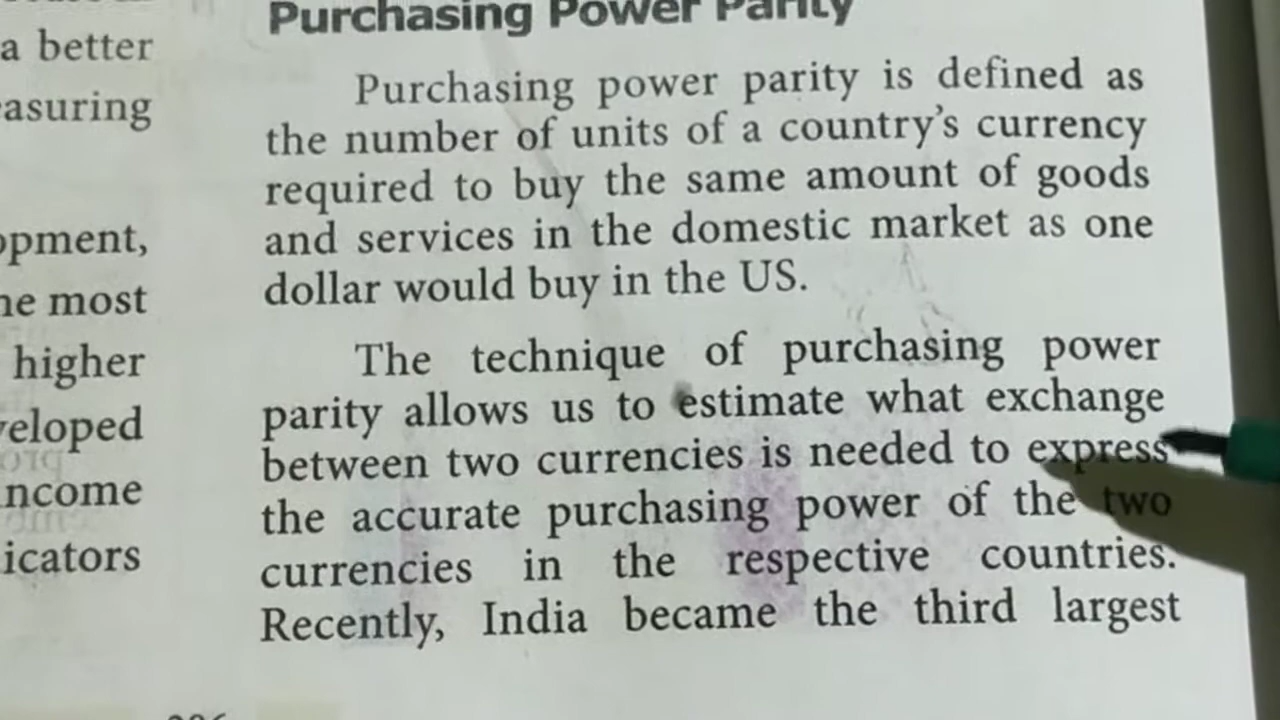 a better
asuring
opment,
he most
higher
veloped
ncome
icators
Purchasing Power Parity
Purchasing power parity is defined as
the number of units of a country's currency
required to buy the same amount of goods
and services in the domestic market as one
dollar would buy in the US.
The technique of purchasing power
parity allows us to estimate what exchange
between two currencies is needed to express
the accurate purchasing power of the two
currencies in the respective countries.
Recently, India became the third largest